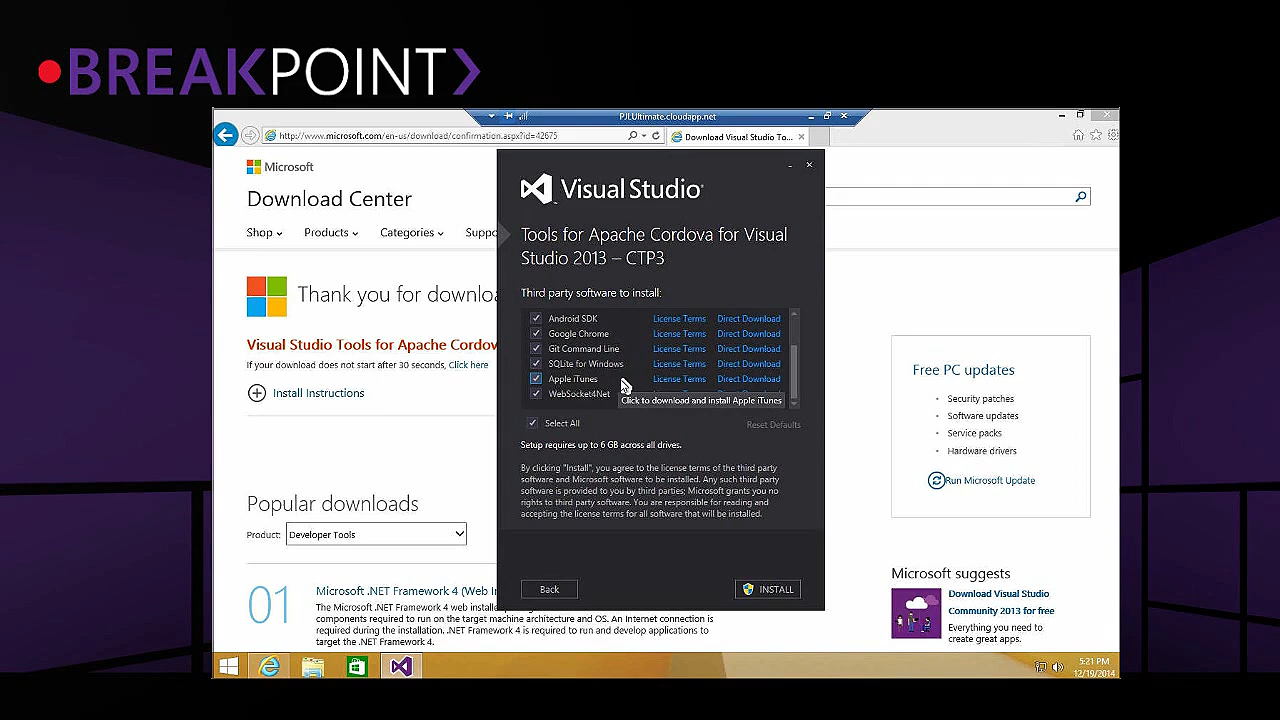 BREAKPOINT
PJLUltimate.cloudapp.net
http://www.microsoft.com/en-us/download/confirmation.aspx?id=42675
Download Visual Studio To...
Microsoft
Download Center
Shop
Products
Categories
Suppo
Thank you for downloa
Visual Studio Tools for Apache Cordov
If your download does not start after 30 seconds, Click here
Install Instructions
Popular downloads
Product:
Developer Tools
01
Microsoft .NET Framework 4 (Web In
The Microsoft .NET Framework 4 web installe
components required to run on the target machine architecture and OS. An Internet connection is
required during the installation. .NET Framework 4 is required to run and develop applications to
target the .NET Framework 4.
Visual Studio
Tools for Apache Cordova for Visual
Studio 2013 – CTP3
Third party software to install:
Android SDK License Terms Direct Download
Google Chrome License Terms Direct Download
Git Command Line License Terms Direct Download
SQLite for Windows License Terms Direct Download
Apple iTunes License Terms Direct Download
WebSocket4Net
Click to download and install Apple iTunes
Select All
Reset Defaults
Setup requires up to 6 GB across all drives.
By clicking "Install", you agree to the license terms of the third party
software and Microsoft software to be installed. Any such third party
software is provided to you by third parties; Microsoft grants you no
rights to third party software. You are responsible for reading and
accepting the license terms for all software that will be installed.
Back
INSTALL
Free PC updates
Security patches
Software updates
Service packs
Hardware drivers
Run Microsoft Update
Microsoft suggests
Download Visual Studio
Community 2013 for free
Everything you need to
create great apps.
5:21 PM
12/19/2014